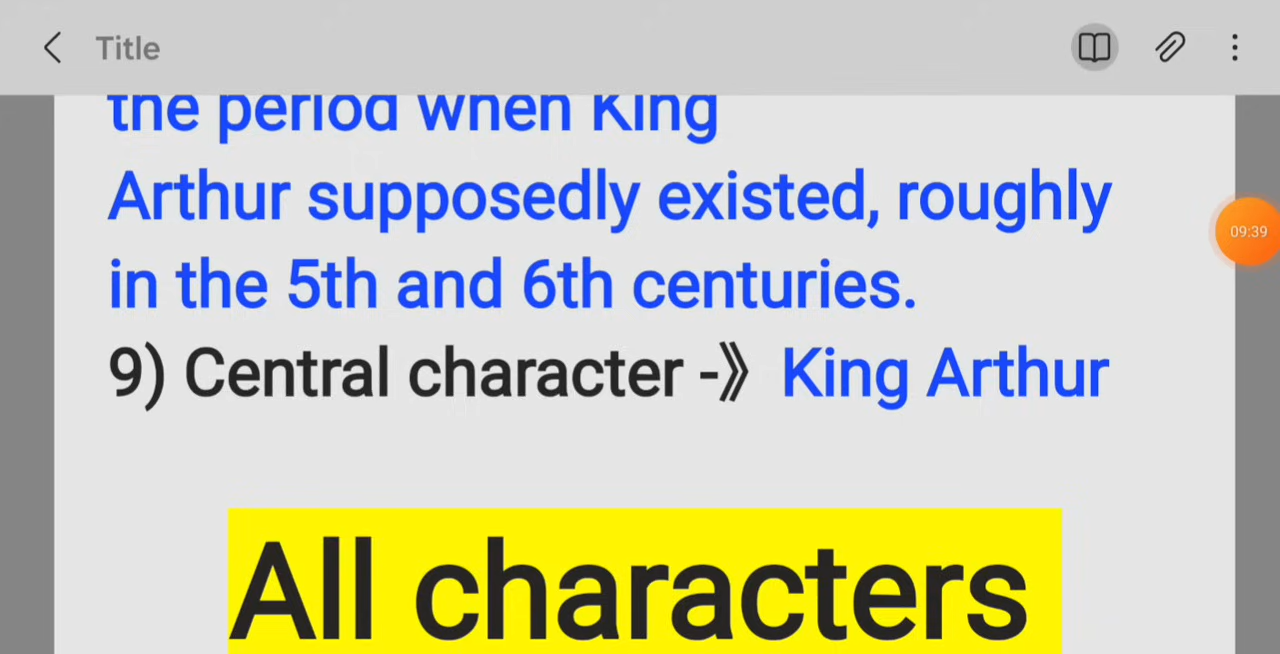 Title
the period when King
Arthur supposedly existed, roughly
09:39
in the 5th and 6th centuries.
9) Central character -》 King Arthur
All characters